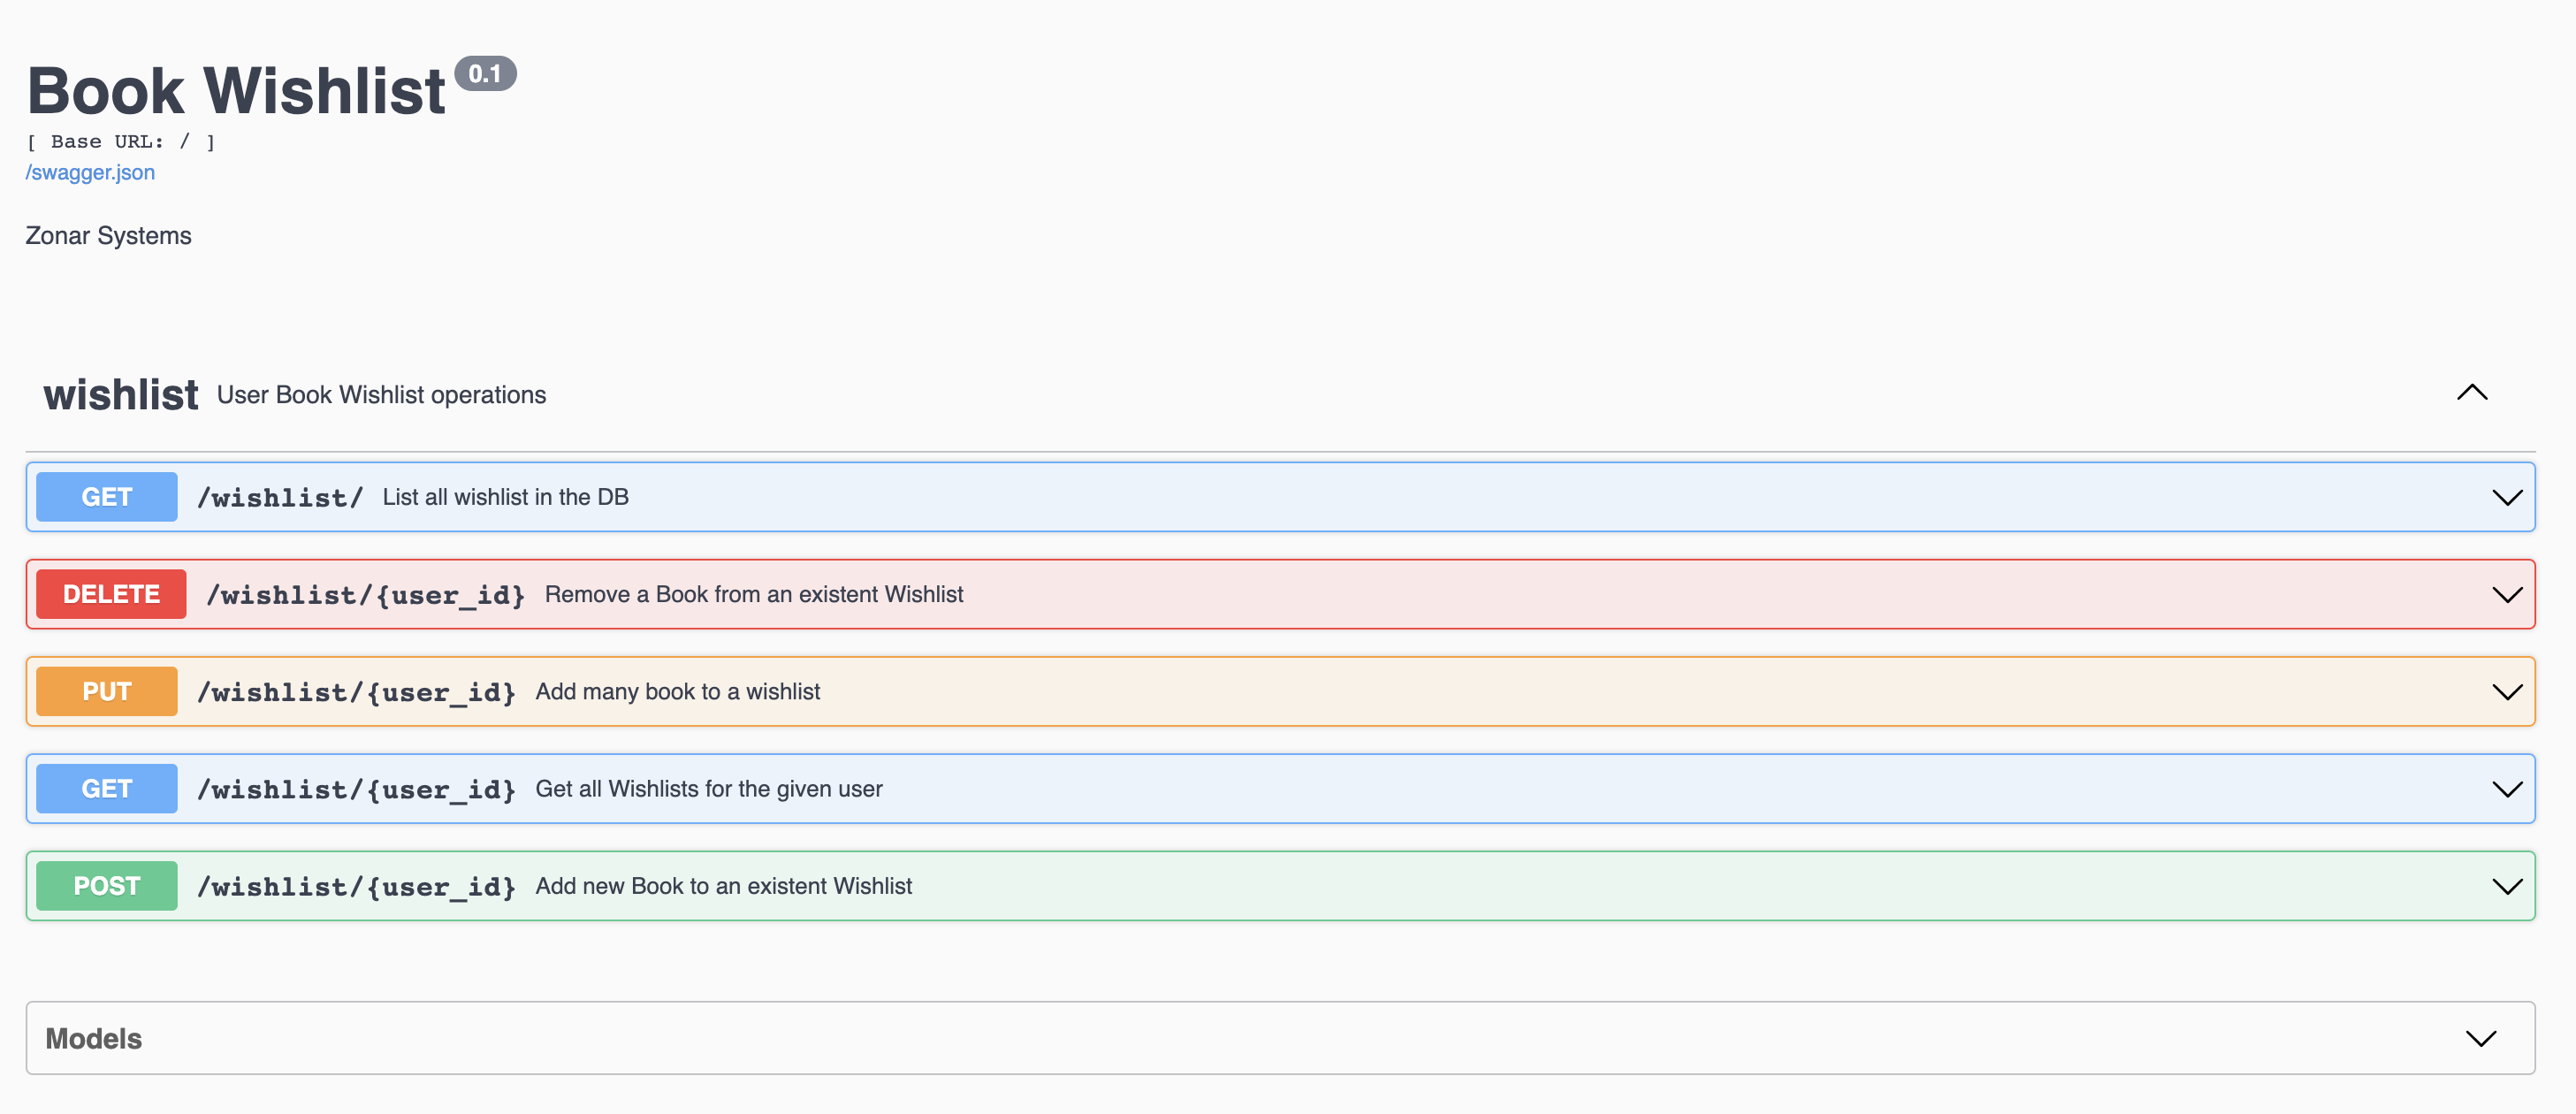 Book Wishlist 0.1
[ Base URL: / ]
/swagger.json
Zonar Systems
wishlist User Book Wishlist operations
GET /wishlist/ List all wishlist in the DB
DELETE /wishlist/{user_id} Remove a Book from an existent Wishlist
PUT /wishlist/{user_id} Add many book to a wishlist
GET /wishlist/{user_id} Get all Wishlists for the given user
POST /wishlist/{user_id} Add new Book to an existent Wishlist
Models